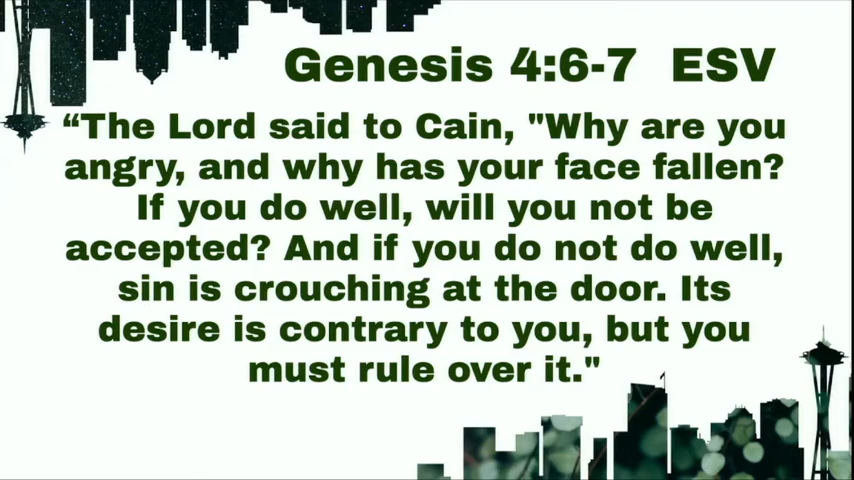 Genesis 4:6-7 ESV
“The Lord said to Cain, "Why are you
angry, and why has your face fallen?
If you do well, will you not be
accepted? And if you do not do well,
sin is crouching at the door. Its
desire is contrary to you, but you
must rule over it."